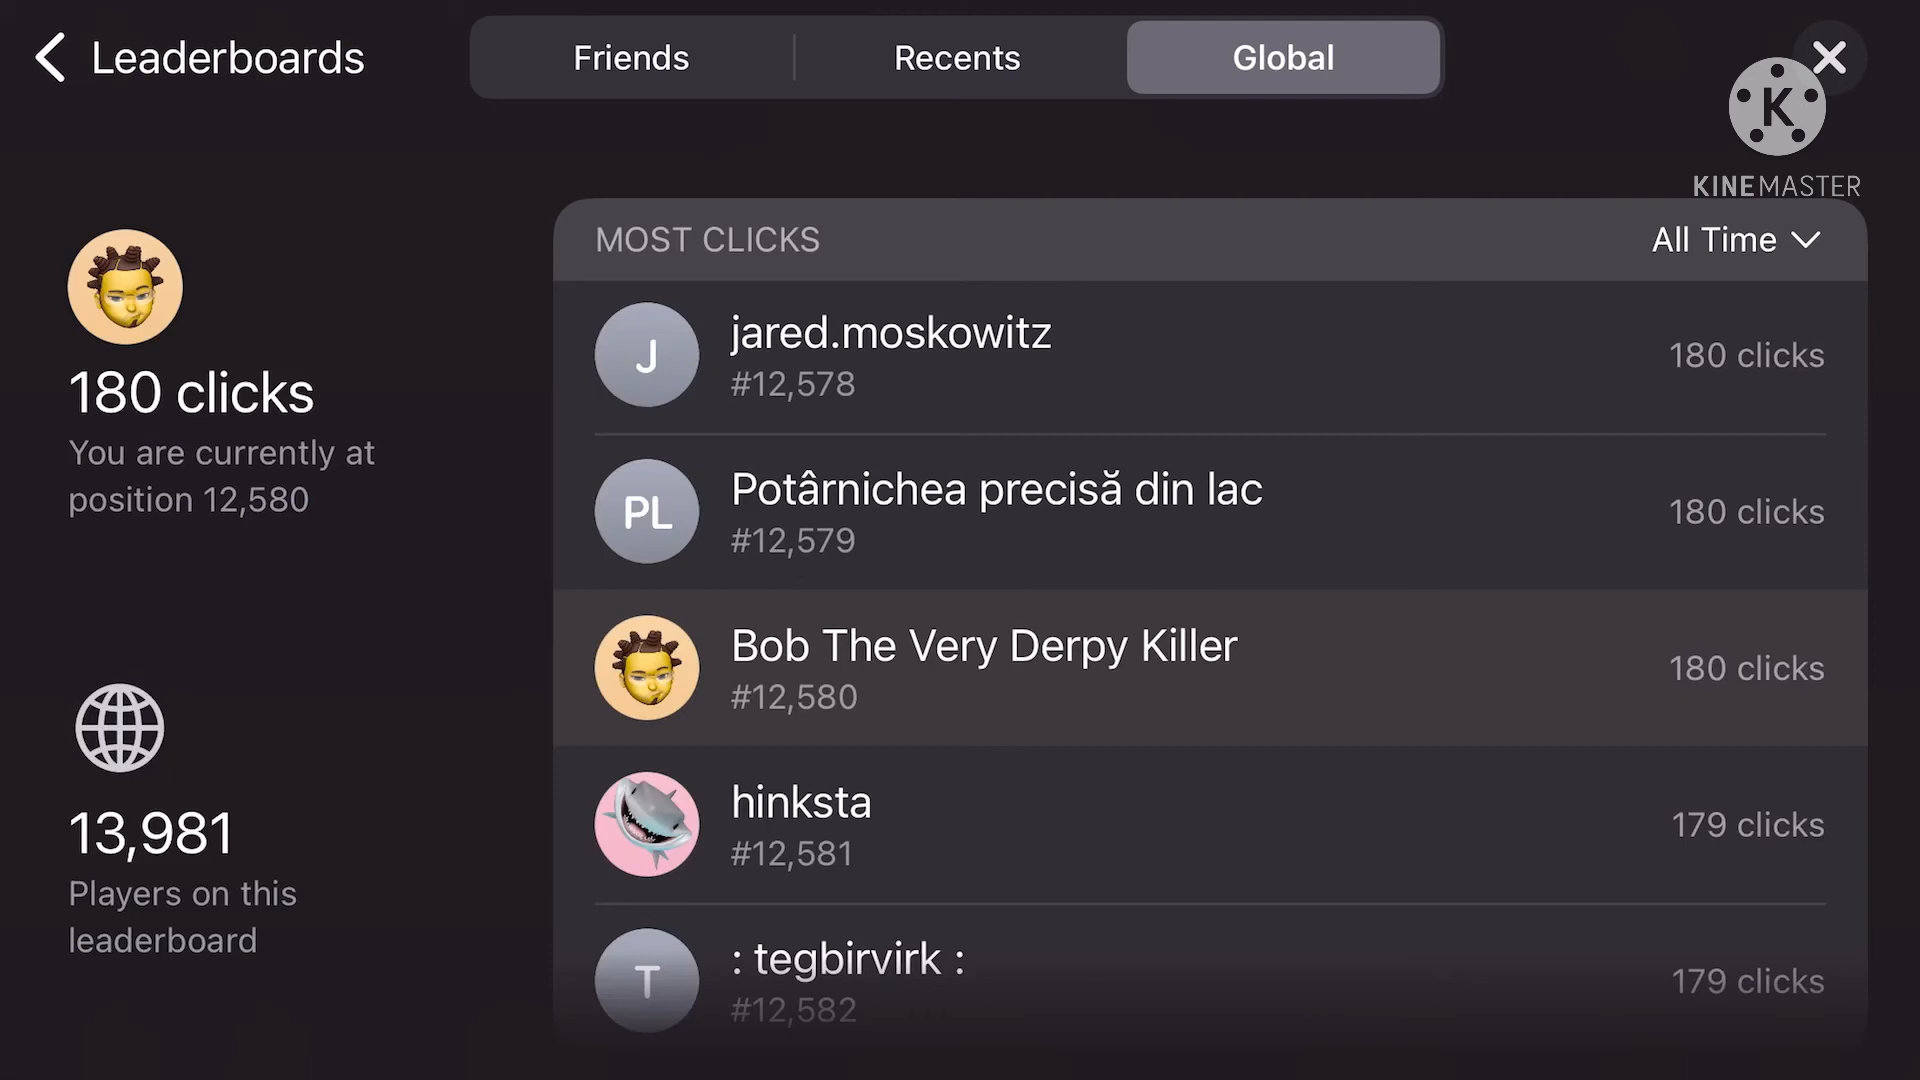 Leaderboards
Friends
Recents
Global
K
KINEMASTER
180 clicks
You are currently at
position 12,580
13,981
Players on this
leaderboard
MOST CLICKS
All Time
J
jared.moskowitz
#12,578
180 clicks
PL
Potârnichea precisă din lac
#12,579
180 clicks
Bob The Very Derpy Killer
#12,580
180 clicks
hinksta
#12,581
179 clicks
T
: tegbirvirk :
#12,582
179 clicks